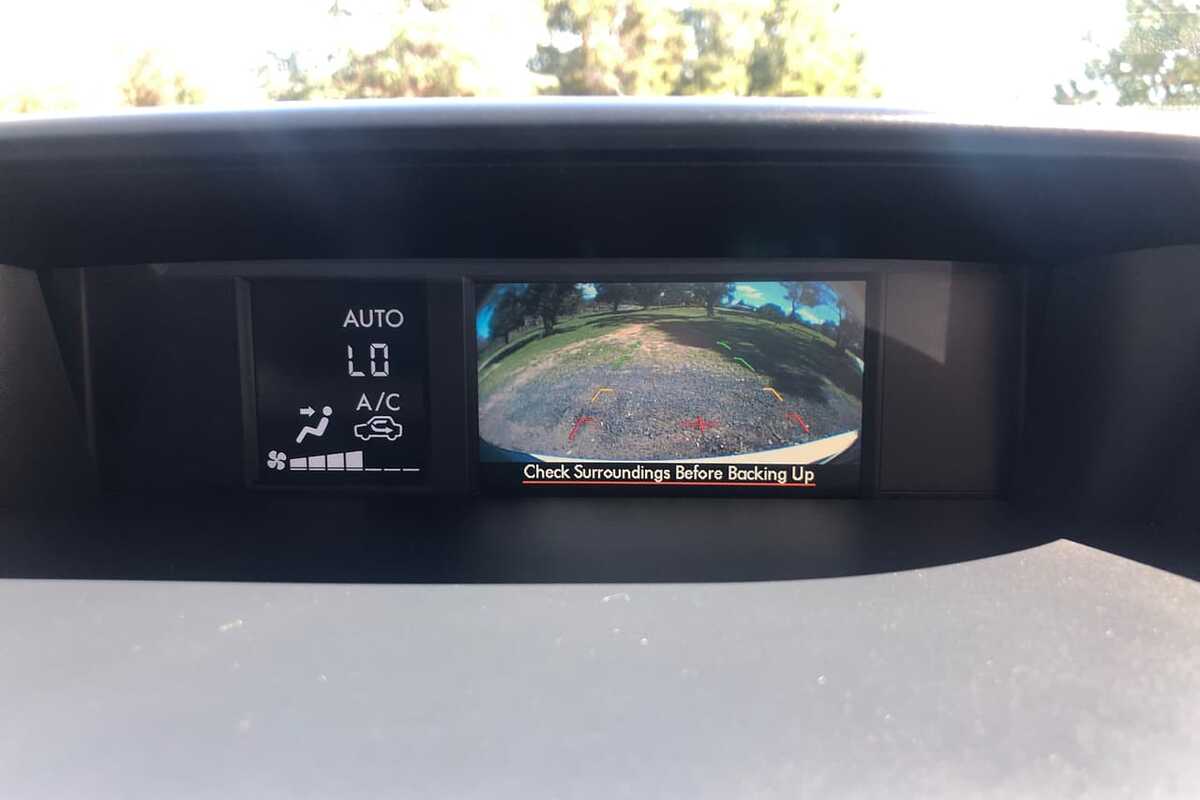 AUTO
LO
A/C
Check Surroundings Before Backing Up